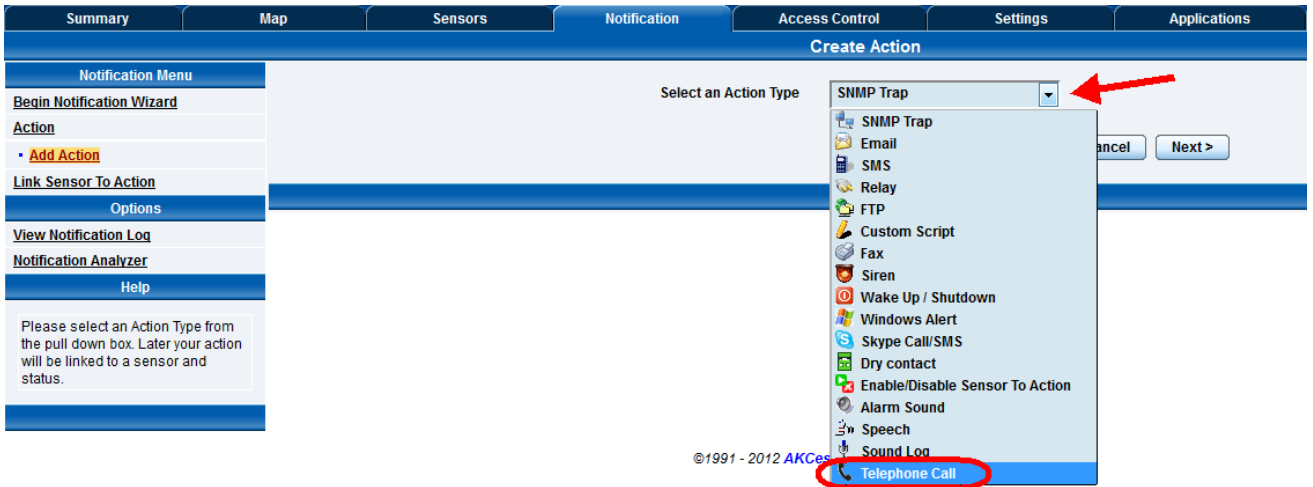 Summary Map Sensors Notification Access Control Settings Applications
Create Action
Notification Menu
Begin Notification Wizard
Action
Add Action
Link Sensor To Action
Options
View Notification Log
Notification Analyzer
Help
Please select an Action Type from
the pull down box. Later your action
will be linked to a sensor and
status.
Select an Action Type SNMP Trap
SNMP Trap
Email
SMS
Relay
FTP
Custom Script
Fax
Siren
Wake Up / Shutdown
Windows Alert
Skype Call/SMS
Dry contact
Enable/Disable Sensor To Action
Alarm Sound
Speech
Sound Log
Telephone Call
Next >
©1991 - 2012